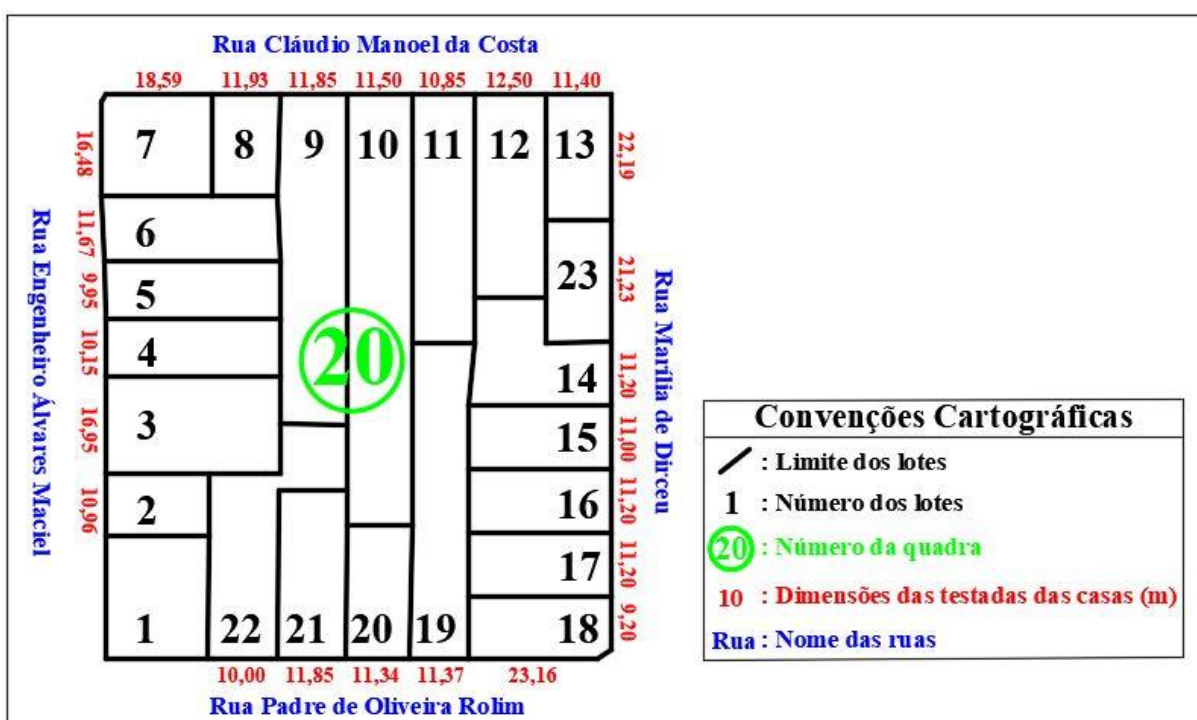 Rua Cláudio Manoel da Costa
18,59 11,93 11,85 11,50 10,85 12,50 11,40
7 8 9 10 11 12 13
16,48
22,19
6
11,67
23
21,23
5
9,95
4
10,15
20
14
11,20
3
16,95
15
11,00
2
10,96
16
11,20
17
11,20
1 22 21 20 19 18
9,20
10,00 11,85 11,34 11,37 23,16
Rua Padre de Oliveira Rolim
Rua Engenheiro Álvares Maciel
Rua Marília de Dirceu
Convenções Cartográficas
: Limite dos lotes
1 : Número dos lotes
20 : Número da quadra
10 : Dimensões das testadas das casas (m)
Rua : Nome das ruas